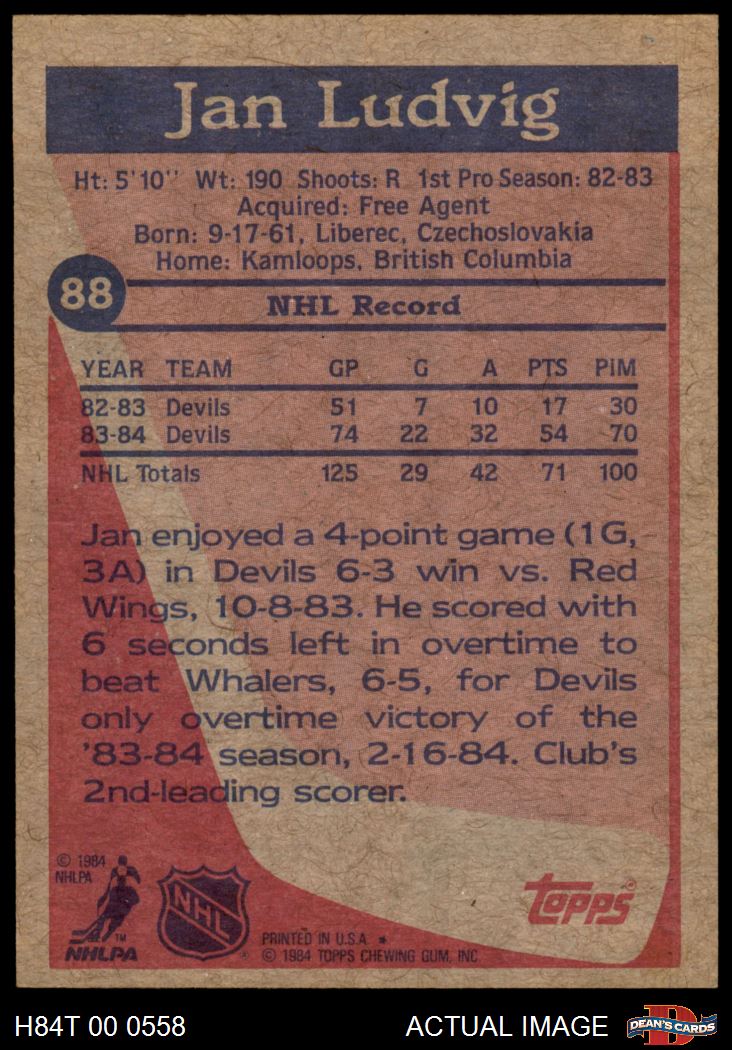 Jan Ludvig
Ht: 5'10'' Wt: 190 Shoots: R 1st Pro Season: 82-83
Acquired: Free Agent
Born: 9-17-61, Liberec, Czechoslovakia
Home: Kamloops, British Columbia
88
NHL Record
YEAR TEAM GP G A PTS PiM
82-83 Devils 51 7 10 17 30
83-84 Devils 74 22 32 54 70
NHL Totals 125 29 42 71 100
Jan enjoyed a 4-point game (1G,
3A) in Devils 6-3 win vs. Red
Wings, 10-8-83. He scored with
6 seconds left in overtime to
beat Whalers, 6-5, for Devils
only overtime victory of the
'83-84 season, 2-16-84. Club's
2nd-leading scorer.
© 1984
NHLPA
TM
NHLPA
NHL
®
PRINTED IN U.S.A. *
© 1984 TOPPS CHEWING GUM, INC.
topps®
H84T 00 0558
ACTUAL IMAGE
D
DEAN'S CARDS